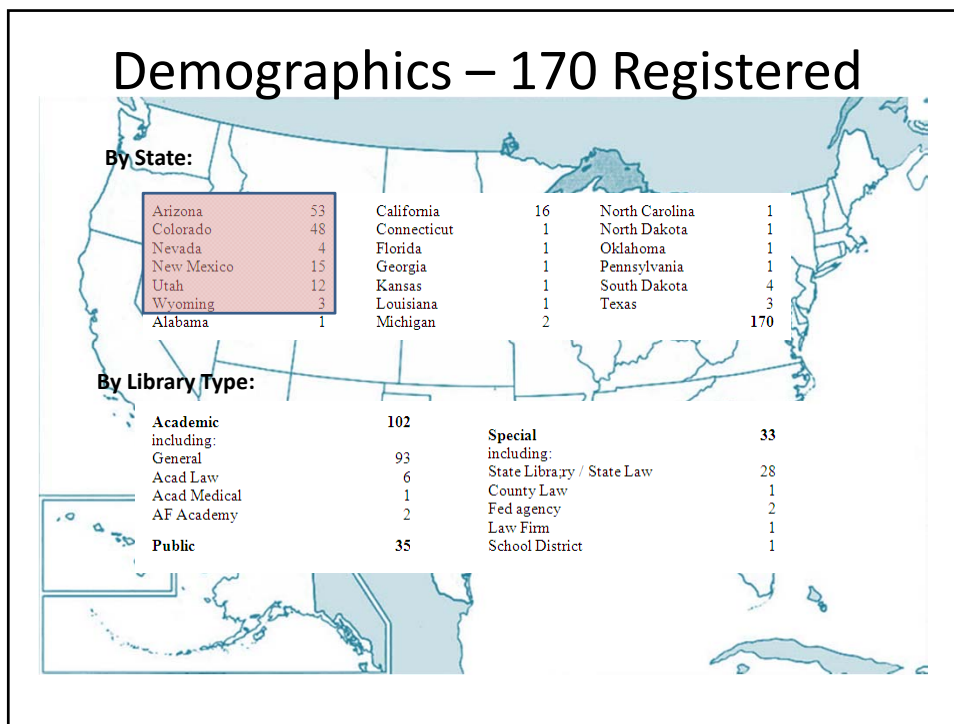 Demographics – 170 Registered
By State:
Arizona 53
Colorado 48
Nevada 4
New Mexico 15
Utah 12
Wyoming 3
Alabama 1
California 16
Connecticut 1
Florida 1
Georgia 1
Kansas 1
Louisiana 1
Michigan 2
North Carolina 1
North Dakota 1
Oklahoma 1
Pennsylvania 1
South Dakota 4
Texas 3
170
By Library Type:
Academic 102
including:
General 93
Acad Law 6
Acad Medical 1
AF Academy 2
Public 35
Special 33
including:
State Libra;ry / State Law 28
County Law 1
Fed agency 2
Law Firm 1
School District 1